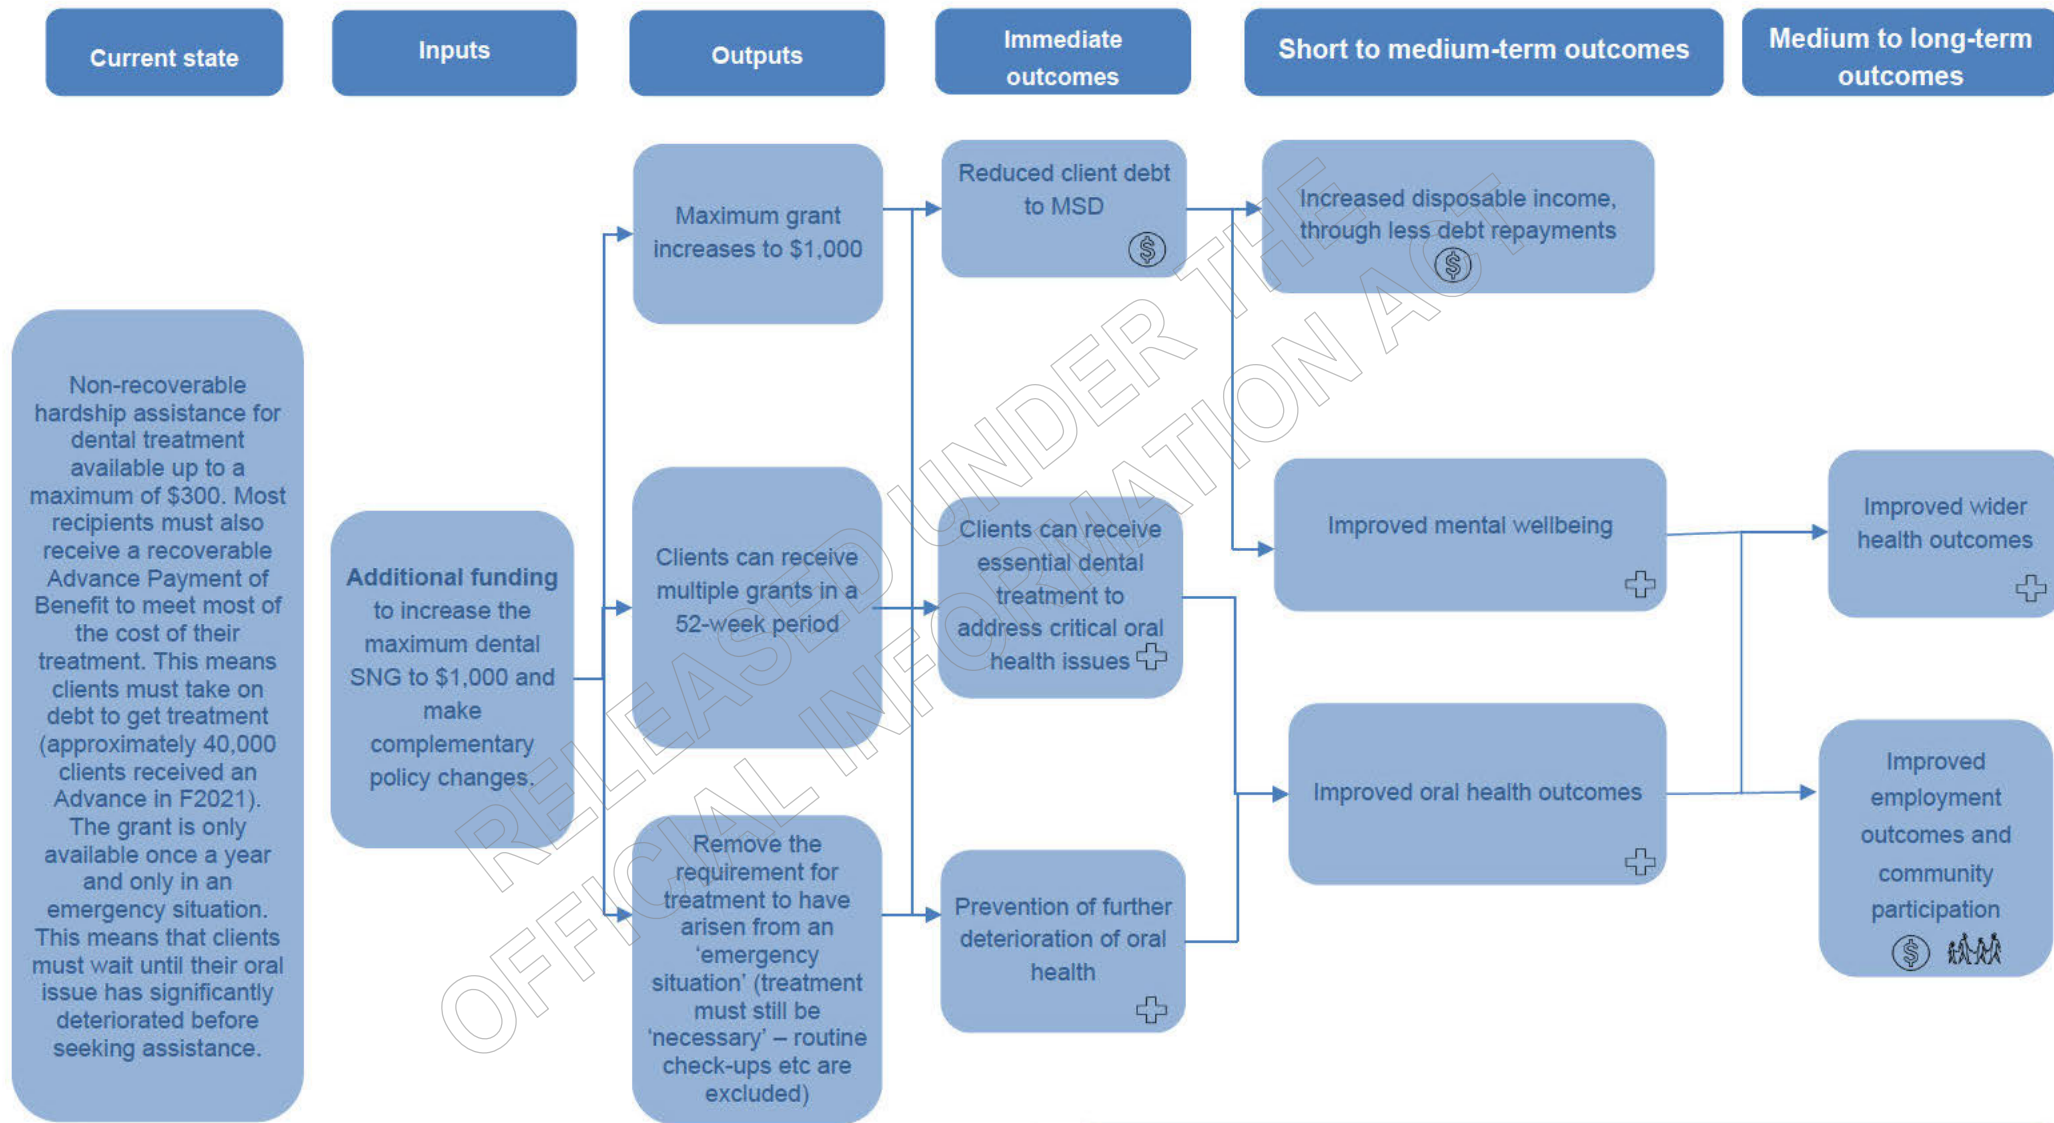 Current state
Inputs
Outputs
Immediate
outcomes
Short to medium-term outcomes
Medium to long-term
outcomes
Non-recoverable
hardship assistance for
dental treatment
available up to a
maximum of $300. Most
recipients must also
receive a recoverable
Advance Payment of
Benefit to meet most of
the cost of their
treatment. This means
clients must take on
debt to get treatment
(approximately 40,000
clients received an
Advance in F2021).
The grant is only
available once a year
and only in an
emergency situation.
This means that clients
must wait until their oral
issue has significantly
deteriorated before
seeking assistance.
Additional funding
to increase the
maximum dental
SNG to $1,000 and
make
complementary
policy changes.
Maximum grant
increases to $1,000
Clients can receive
multiple grants in a
52-week period
Remove the
requirement for
treatment to have
arisen from an
‘emergency
situation’ (treatment
must still be
‘necessary’ – routine
check-ups etc are
excluded)
Reduced client debt
to MSD
$
Clients can receive
essential dental
treatment to
address critical oral
health issues
Prevention of further
deterioration of oral
health
Increased disposable income,
through less debt repayments
$
Improved mental wellbeing
Improved oral health outcomes
Improved wider
health outcomes
Improved
employment
outcomes and
community
participation
$
RELEASED UNDER THE
OFFICIAL INFORMATION ACT